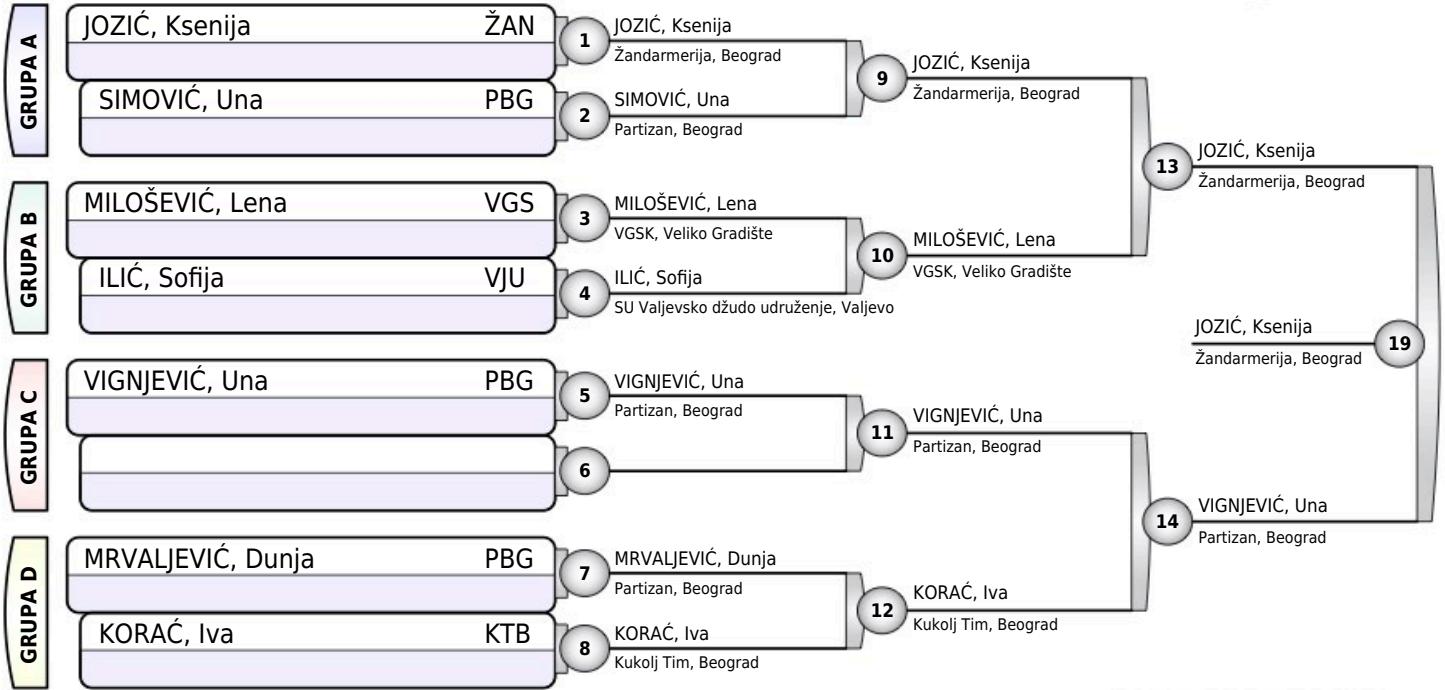 GRUPA A
JOZIĆ, Ksenija ŽAN
SIMOVIĆ, Una PBG
GRUPA B
MILOŠEVIĆ, Lena VGS
ILIĆ, Sofija VJU
GRUPA C
VIGNJEVIĆ, Una PBG
GRUPA D
MRVALJEVIĆ, Dunja PBG
KORAĆ, Iva KTB
1
JOZIĆ, Ksenija
Žandarmerija, Beograd
2
SIMOVIĆ, Una
Partizan, Beograd
3
MILOŠEVIĆ, Lena
VGSK, Veliko Gradište
4
ILIĆ, Sofija
SU Valjevsko džudo udruženje, Valjevo
5
VIGNJEVIĆ, Una
Partizan, Beograd
6
7
MRVALJEVIĆ, Dunja
Partizan, Beograd
8
KORAĆ, Iva
Kukolj Tim, Beograd
9
JOZIĆ, Ksenija
Žandarmerija, Beograd
10
MILOŠEVIĆ, Lena
VGSK, Veliko Gradište
11
VIGNJEVIĆ, Una
Partizan, Beograd
12
KORAĆ, Iva
Kukolj Tim, Beograd
13
JOZIĆ, Ksenija
Žandarmerija, Beograd
14
VIGNJEVIĆ, Una
Partizan, Beograd
JOZIĆ, Ksenija
Žandarmerija, Beograd
19